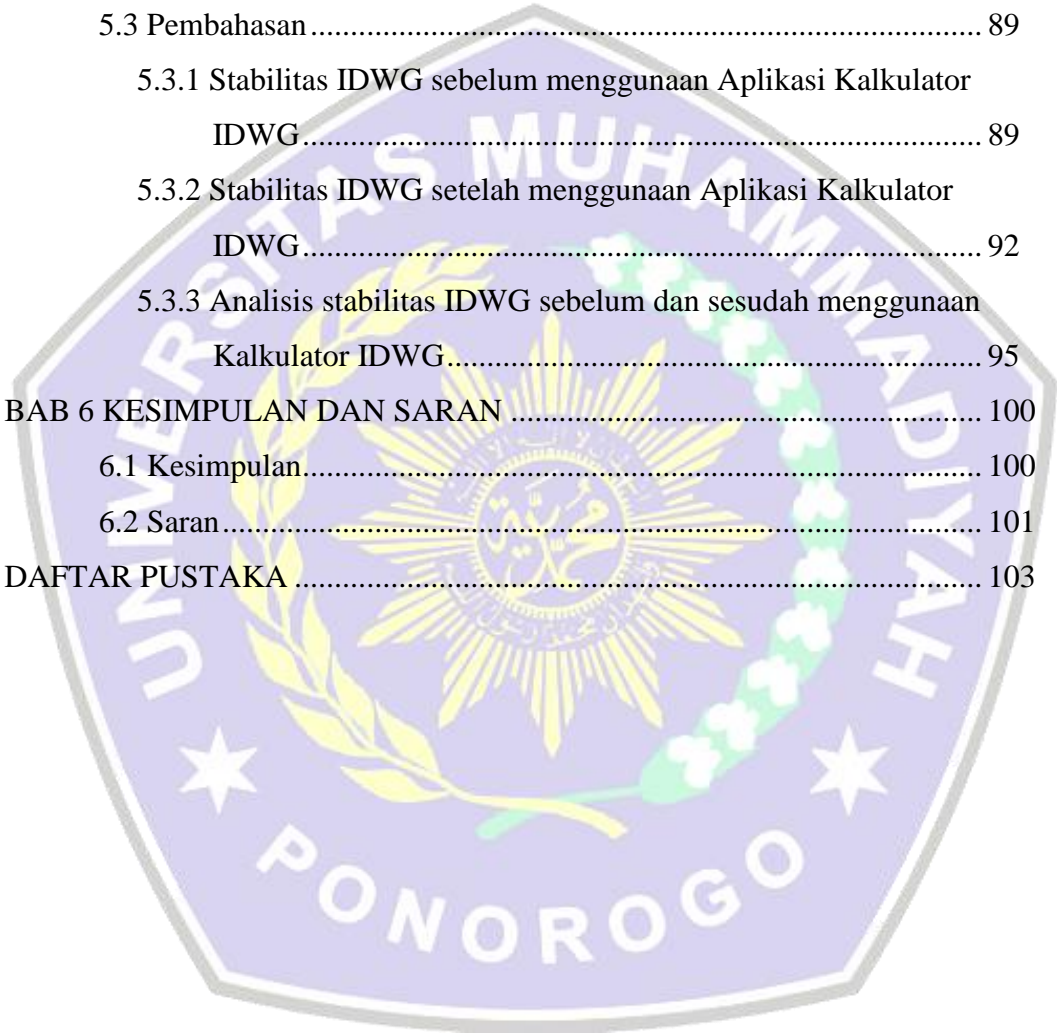 5.3 Pembahasan ........ 89
5.3.1 Stabilitas IDWG sebelum menggunaan Aplikasi Kalkulator
IDWG ........ 89
5.3.2 Stabilitas IDWG setelah menggunaan Aplikasi Kalkulator
IDWG ........ 92
5.3.3 Analisis stabilitas IDWG sebelum dan sesudah menggunaan
Kalkulator IDWG ........ 95
BAB 6 KESIMPULAN DAN SARAN ........ 100
6.1 Kesimpulan ........ 100
6.2 Saran ........ 101
DAFTAR PUSTAKA ........ 103
UNIVERSITAS MUHAMMADIYAH
PONOROGO